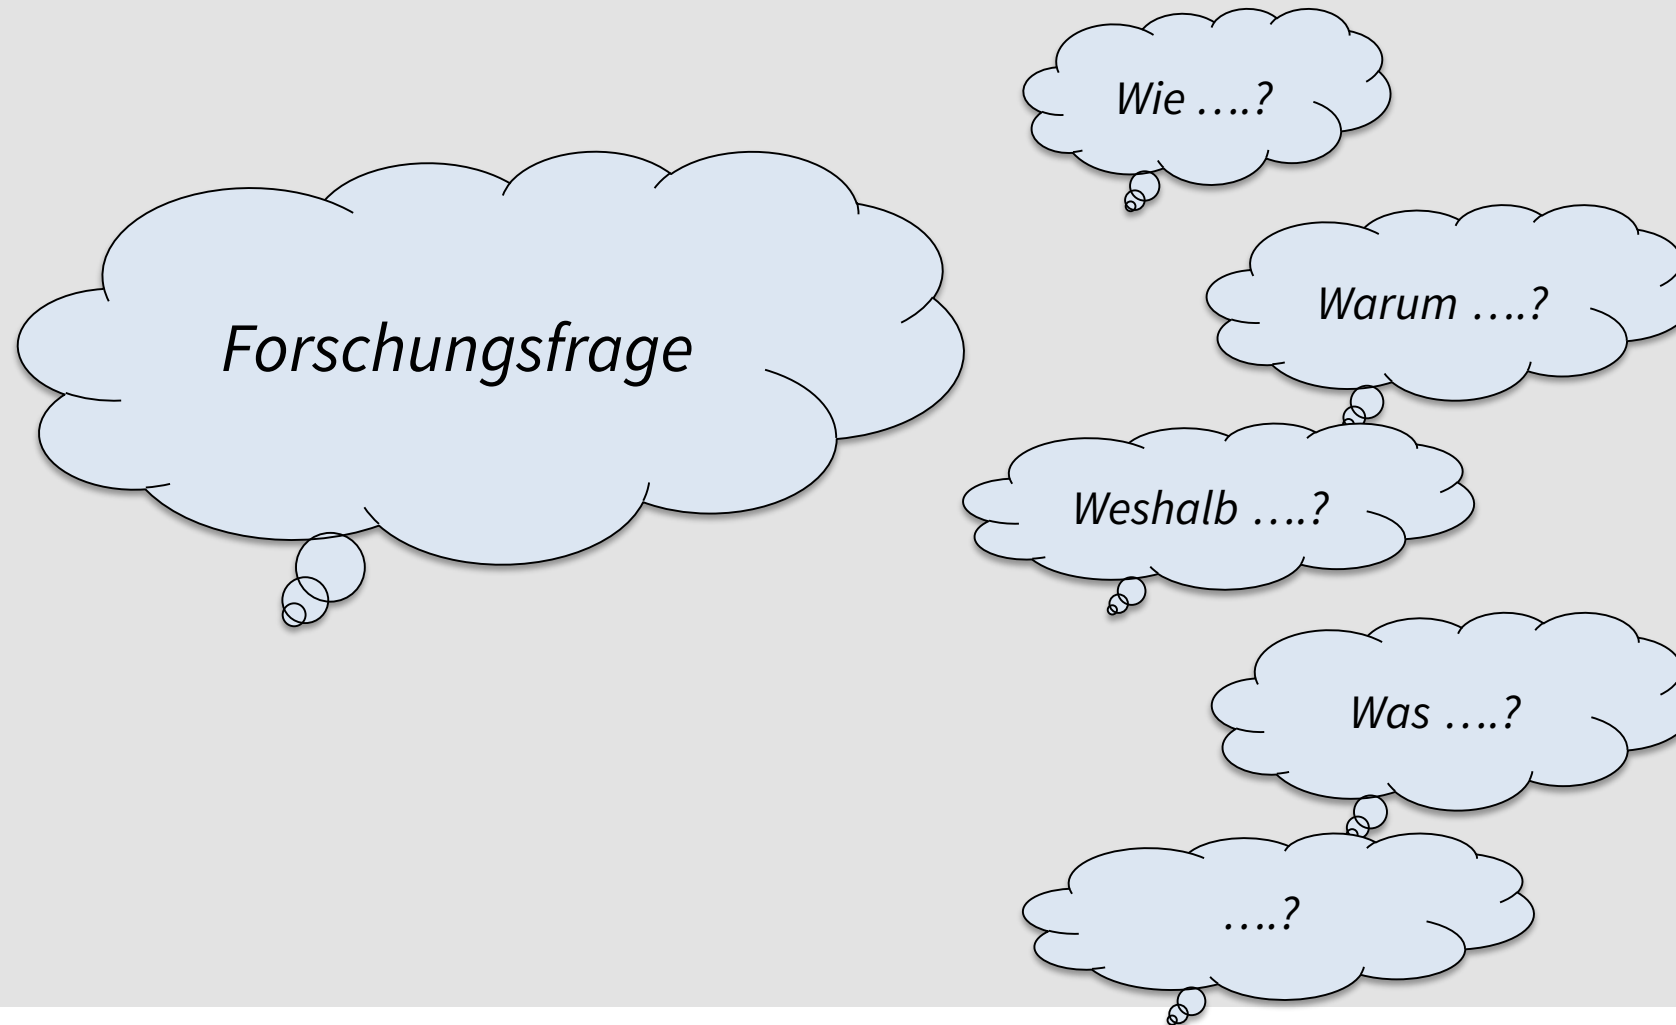 Forschungsfrage
Wie ….?
Warum ….?
Weshalb ….?
Was ….?
….?